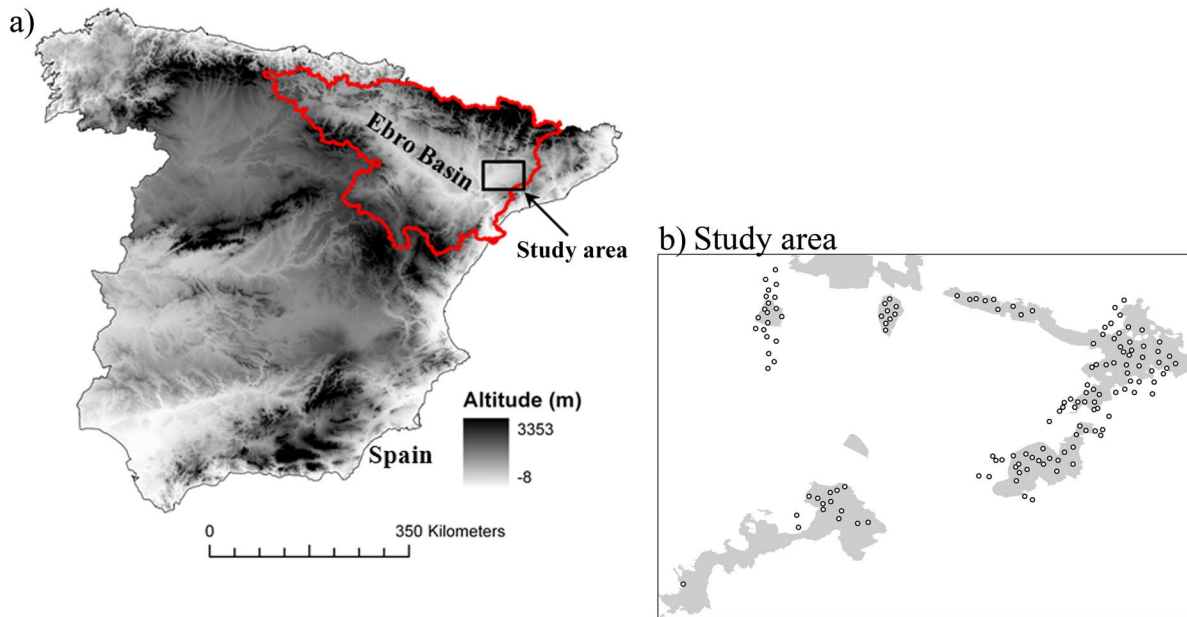 a)
Ebro Basin
Study area
b) Study area
Altitude (m)
3353
-8
Spain
0 350 Kilometers